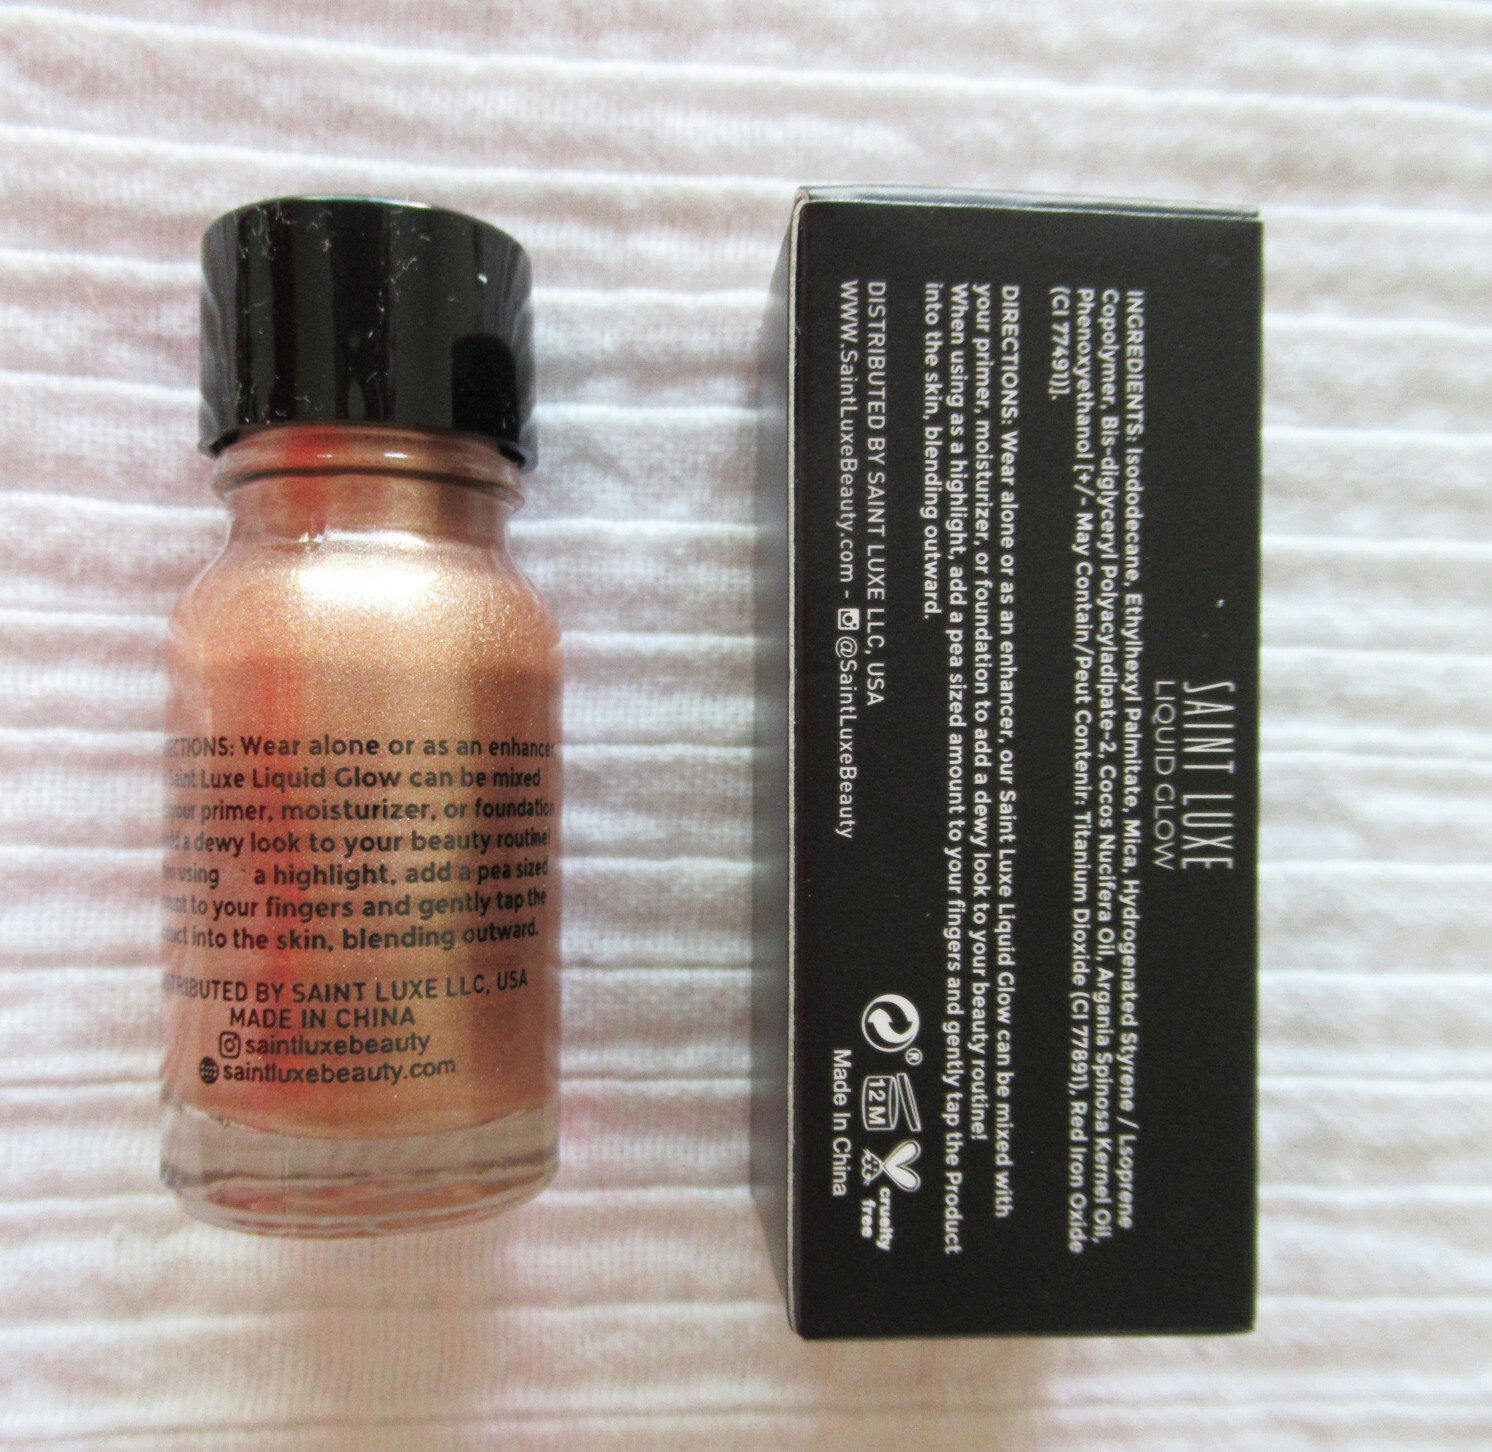 ECTIONS: Wear alone or as an enhancer,
Saint Luxe Liquid Glow can be mixed
your primer, moisturizer, or foundation
add a dewy look to your beauty routine!
using a highlight, add a pea sized
to your fingers and gently tap the
into the skin, blending outward.
TRIBUTED BY SAINT LUXE LLC, USA
MADE IN CHINA
saintluxebeauty
saintluxebeauty.com
SAINT LUXE
LIQUID GLOW
INGREDIENTS: Isododecane, Ethylhexyl Palmitate, Mica, Hydrogenated Styrene / Lsoprene
Copolymer, Bis-diglyceryl Polyacyladipate-2, Cocos Nucifera Oil, Argania Spinosa Kernel Oil,
Phenoxyethanol [+/- May Contain/Peut Contenir: Titanium Dioxide (CI 77891), Red Iron Oxide
(CI 77491)].
DIRECTIONS: Wear alone or as an enhancer, our Saint Luxe Liquid Glow can be mixed with
your primer, moisturizer, or foundation to add a dewy look to your beauty routine!
When using as a highlight, add a pea sized amount to your fingers and gently tap the Product
into the skin, blending outward.
DISTRIBUTED BY SAINT LUXE LLC, USA
WWW.SaintLuxeBeauty.com - @SaintLuxeBeauty
®
12M
cruelty
free
Made In China